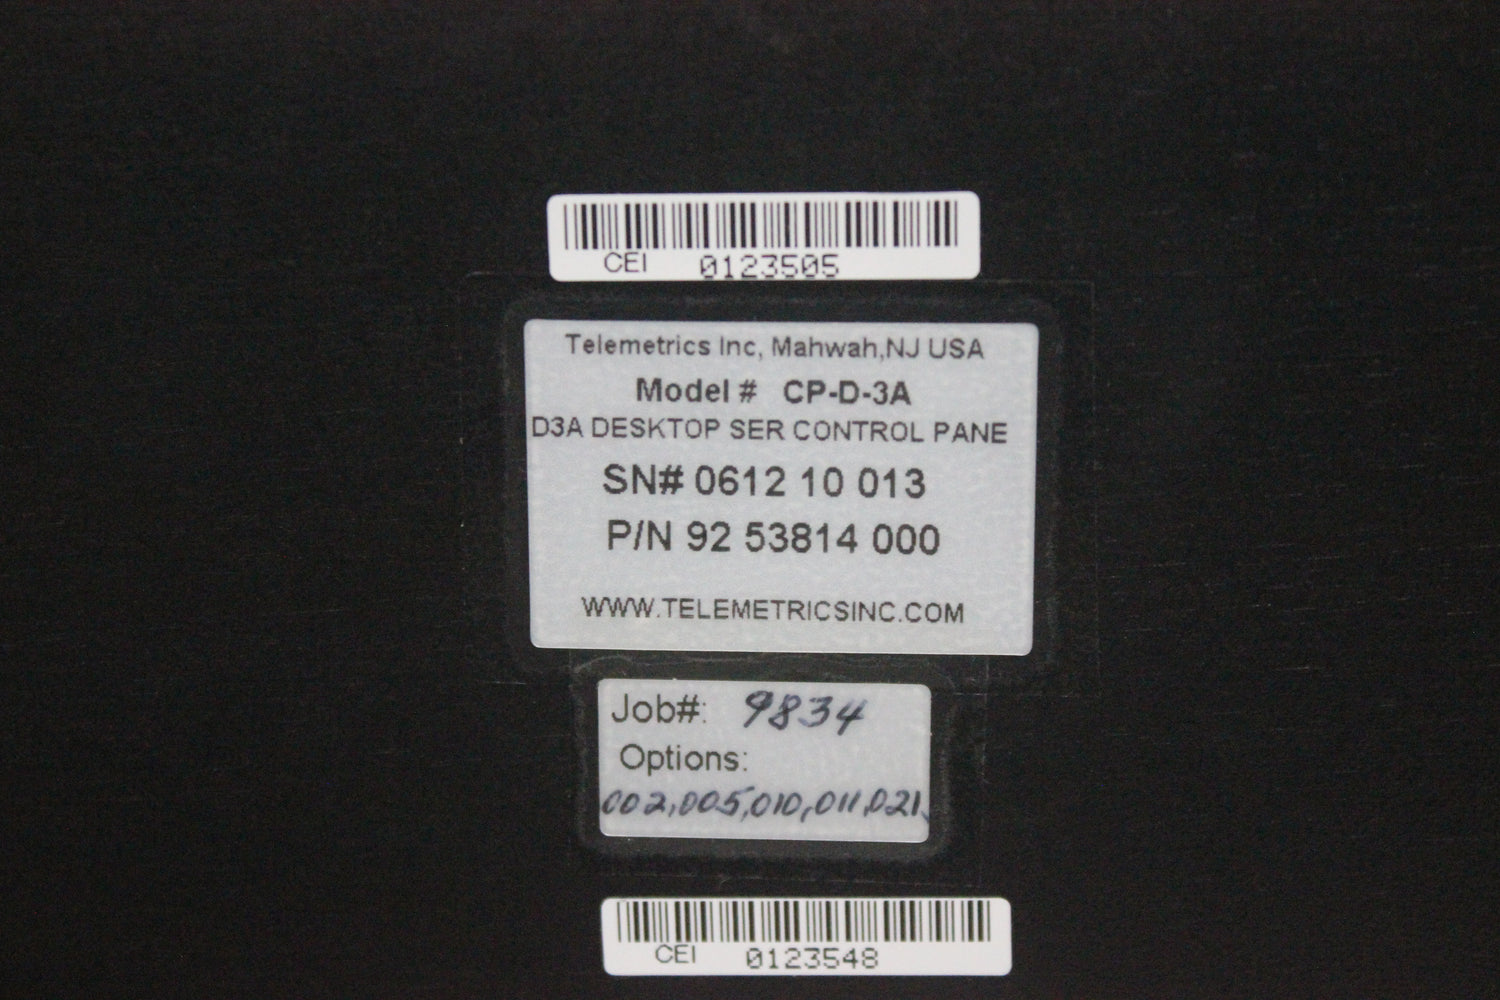 CEI 0123505
Telemetrics Inc, Mahwah,NJ USA
Model # CP-D-3A
D3A DESKTOP SER CONTROL PANE
SN# 0612 10 013
P/N 92 53814 000
WWW.TELEMETRICSINC.COM
Job#: 9834
Options:
002,005,010,011,021,
CEI 0123548